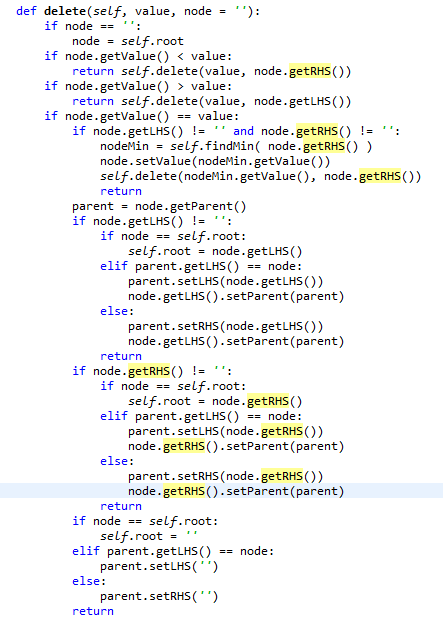 def delete(self, value, node = ''):
    if node == '':
        node = self.root
    if node.getValue() < value:
        return self.delete(value, node.getRHS())
    if node.getValue() > value:
        return self.delete(value, node.getLHS())
    if node.getValue() == value:
        if node.getLHS() != '' and node.getRHS() != '':
            nodeMin = self.findMin( node.getRHS() )
            node.setValue(nodeMin.getValue())
            self.delete(nodeMin.getValue(), node.getRHS())
            return
        parent = node.getParent()
        if node.getLHS() != '':
            if node == self.root:
                self.root = node.getLHS()
            elif parent.getLHS() == node:
                parent.setLHS(node.getLHS())
                node.getLHS().setParent(parent)
            else:
                parent.setRHS(node.getLHS())
                node.getLHS().setParent(parent)
            return
        if node.getRHS() != '':
            if node == self.root:
                self.root = node.getRHS()
            elif parent.getLHS() == node:
                parent.setLHS(node.getRHS())
                node.getRHS().setParent(parent)
            else:
                parent.setRHS(node.getRHS())
                node.getRHS().setParent(parent)
            return
        if node == self.root:
            self.root = ''
        elif parent.getLHS() == node:
            parent.setLHS('')
        else:
            parent.setRHS('')
        return